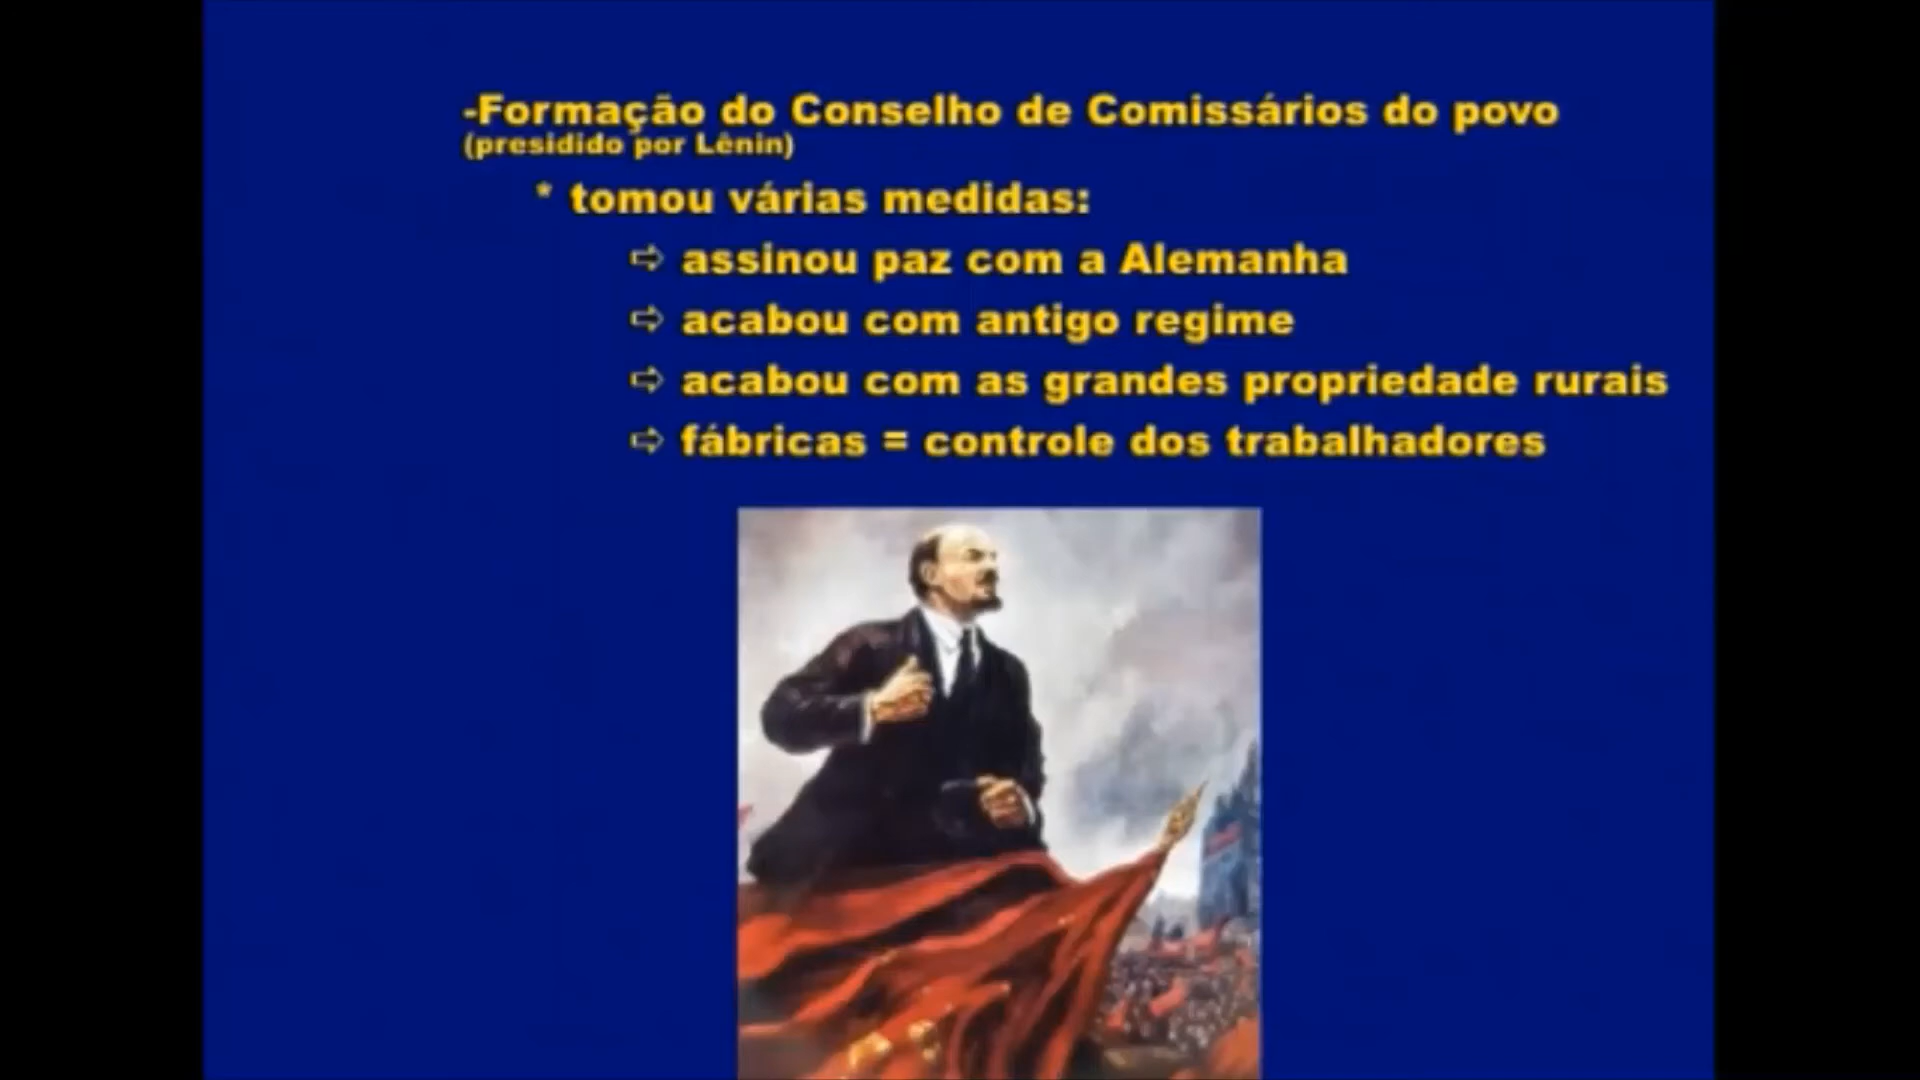 -Formação do Conselho de Comissários do povo
(presidido por Lênin)
* tomou várias medidas:
⇨ assinou paz com a Alemanha
⇨ acabou com antigo regime
⇨ acabou com as grandes propriedade rurais
⇨ fábricas = controle dos trabalhadores